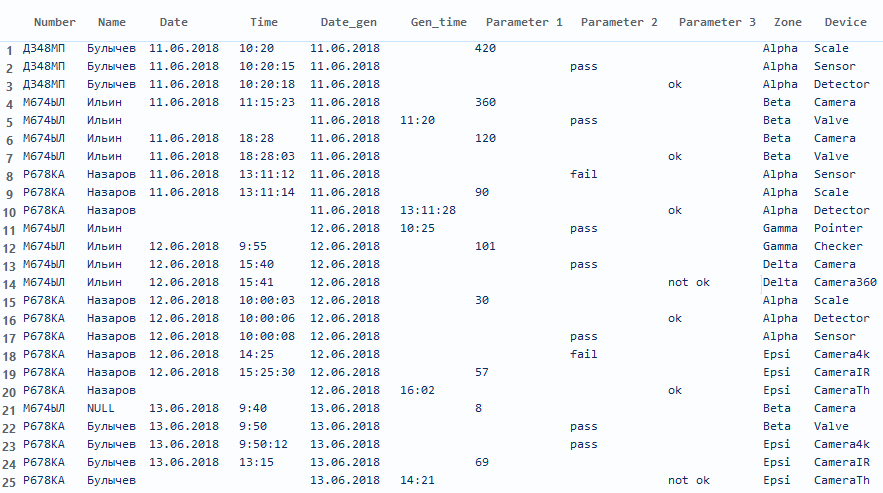 Number Name Date Time Date_gen Gen_time Parameter 1 Parameter 2 Parameter 3 Zone Device
1 Д348МП Булычев 11.06.2018 10:20 11.06.2018 420 Alpha Scale
2 Д348МП Булычев 11.06.2018 10:20:15 11.06.2018 pass Alpha Sensor
3 Д348МП Булычев 11.06.2018 10:20:18 11.06.2018 ok Alpha Detector
4 М674ЫЛ Ильин 11.06.2018 11:15:23 11.06.2018 360 Beta Camera
5 М674ЫЛ Ильин 11.06.2018 11:20 pass Beta Valve
6 М674ЫЛ Ильин 11.06.2018 18:28 11.06.2018 120 Beta Camera
7 М674ЫЛ Ильин 11.06.2018 18:28:03 11.06.2018 ok Beta Valve
8 Р678КА Назаров 11.06.2018 13:11:12 11.06.2018 fail Alpha Sensor
9 Р678КА Назаров 11.06.2018 13:11:14 11.06.2018 90 Alpha Scale
10 Р678КА Назаров 11.06.2018 13:11:28 ok Alpha Detector
11 М674ЫЛ Ильин 12.06.2018 10:25 pass Gamma Pointer
12 М674ЫЛ Ильин 12.06.2018 9:55 12.06.2018 101 Gamma Checker
13 М674ЫЛ Ильин 12.06.2018 15:40 12.06.2018 pass Delta Camera
14 М674ЫЛ Ильин 12.06.2018 15:41 12.06.2018 not ok Delta Camera360
15 Р678КА Назаров 12.06.2018 10:00:03 12.06.2018 30 Alpha Scale
16 Р678КА Назаров 12.06.2018 10:00:06 12.06.2018 ok Alpha Detector
17 Р678КА Назаров 12.06.2018 10:00:08 12.06.2018 pass Alpha Sensor
18 Р678КА Назаров 12.06.2018 14:25 12.06.2018 fail Epsi Camera4k
19 Р678КА Назаров 12.06.2018 15:25:30 12.06.2018 57 Epsi CameraIR
20 Р678КА Назаров 12.06.2018 16:02 ok Epsi CameraTh
21 М674ЫЛ NULL 13.06.2018 9:40 13.06.2018 8 Beta Camera
22 Р678КА Булычев 13.06.2018 9:50 13.06.2018 pass Beta Valve
23 Р678КА Булычев 13.06.2018 9:50:12 13.06.2018 pass Epsi Camera4k
24 Р678КА Булычев 13.06.2018 13:15 13.06.2018 69 Epsi CameraIR
25 Р678КА Булычев 13.06.2018 14:21 not ok Epsi CameraTh